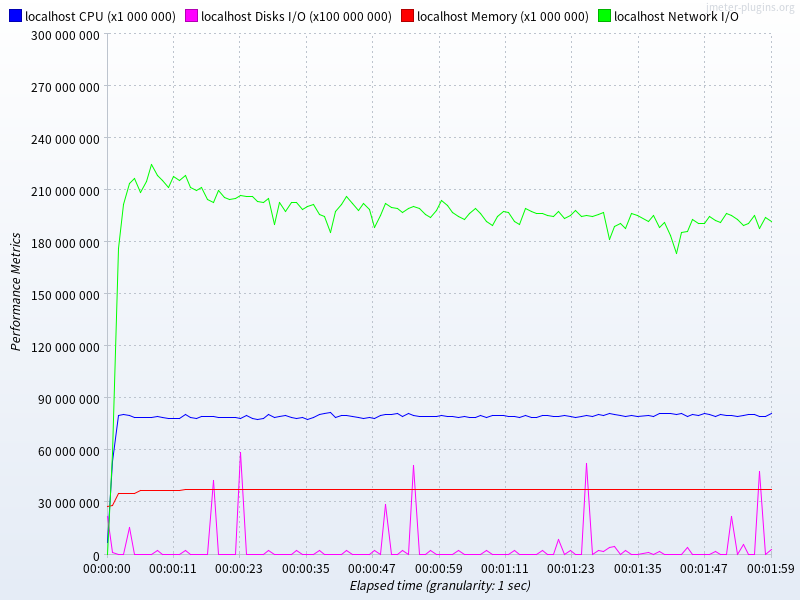 jmeter-plugins.org
localhost CPU (x1 000 000) localhost Disks I/O (x100 000 000) localhost Memory (x1 000 000) localhost Network I/O
300 000 000
270 000 000
240 000 000
210 000 000
180 000 000
150 000 000
120 000 000
90 000 000
60 000 000
30 000 000
0
Performance Metrics
00:00:00 00:00:11 00:00:23 00:00:35 00:00:47 00:00:59 00:01:11 00:01:23 00:01:35 00:01:47 00:01:59
Elapsed time (granularity: 1 sec)